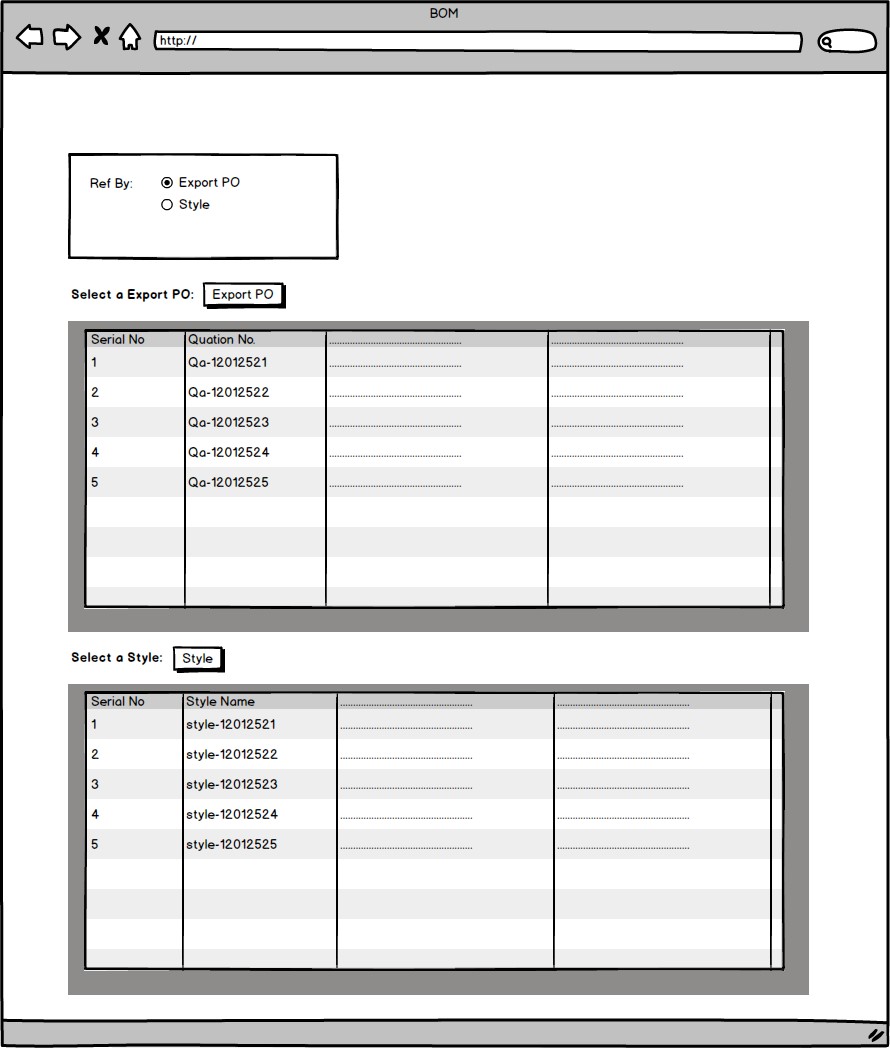 BOM
http://
Ref By: Export PO
Style
Select a Export PO: Export PO
Serial No Quation No. ............................................ ............................................
1 Qa-12012521 ............................................ ............................................
2 Qa-12012522 ............................................ ............................................
3 Qa-12012523 ............................................ ............................................
4 Qa-12012524 ............................................ ............................................
5 Qa-12012525 ............................................ ............................................
Select a Style: Style
Serial No Style Name ............................................ ............................................
1 style-12012521 ............................................ ............................................
2 style-12012522 ............................................ ............................................
3 style-12012523 ............................................ ............................................
4 style-12012524 ............................................ ............................................
5 style-12012525 ............................................ ............................................